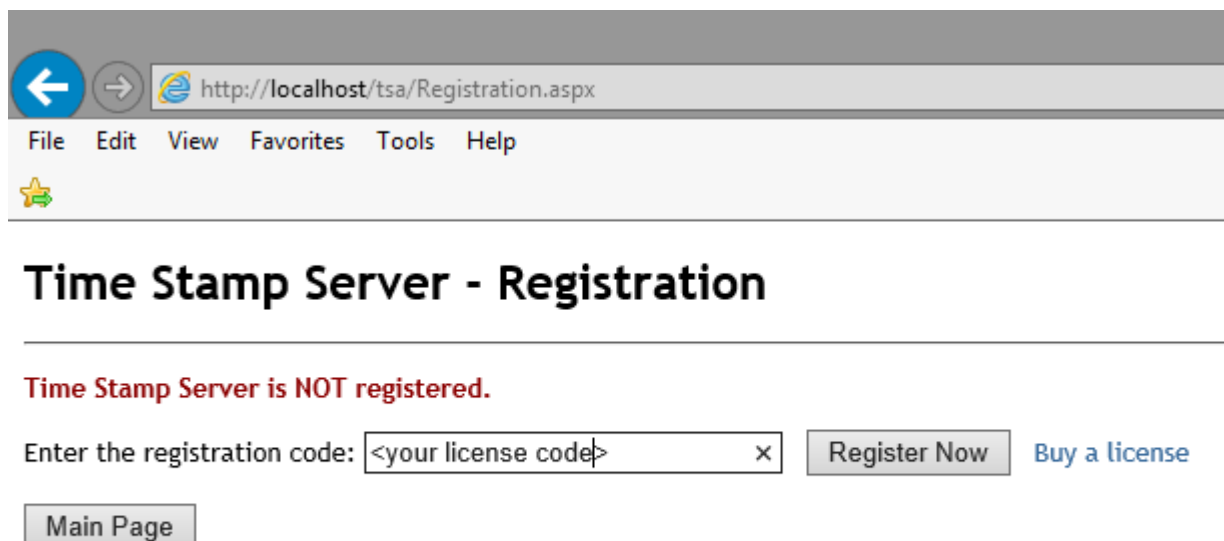 http://localhost/tsa/Registration.aspx
File Edit View Favorites Tools Help
Time Stamp Server - Registration
Time Stamp Server is NOT registered.
Enter the registration code: <your license code> × Register Now Buy a license
Main Page